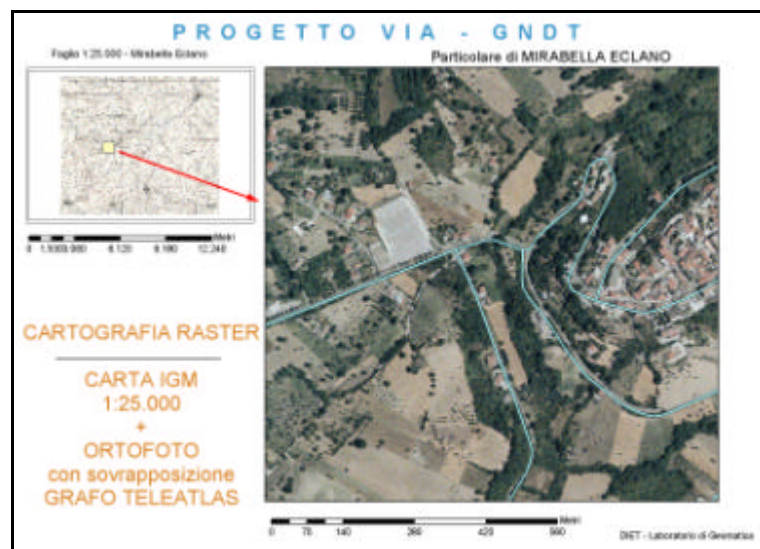 PROGETTO VIA - GNDT
Foglio 1:25.000 - Mirabella Eclano
Particolare di MIRABELLA ECLANO
Metri
0 6.120 9.180 12.240
CARTOGRAFIA RASTER
CARTA IGM
1:25.000
+
ORTOFOTO
con sovrapposizione
GRAFO TELEATLAS
Metri
0 70 140 280 420 560
DIET - Laboratorio di Geomatica